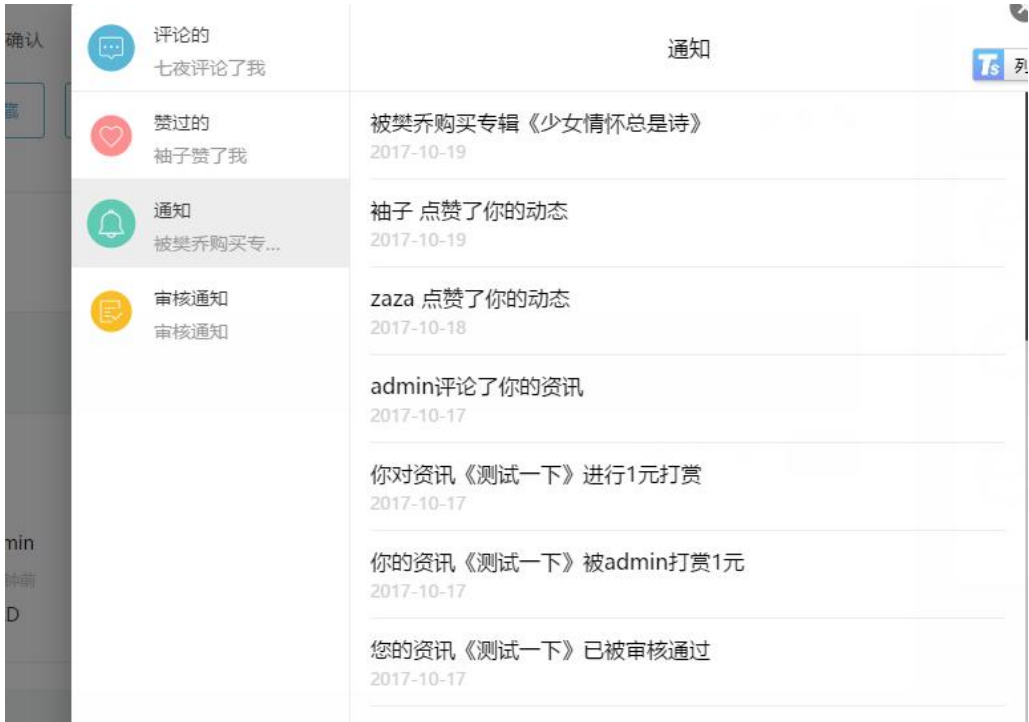 确认
评论的
七夜评论了我
赞过的
袖子赞了我
通知
被樊乔购买专...
审核通知
审核通知
通知
Ts 列
被樊乔购买专辑《少女情怀总是诗》
2017-10-19
袖子 点赞了你的动态
2017-10-19
zaza 点赞了你的动态
2017-10-18
admin评论了你的资讯
2017-10-17
你对资讯《测试一下》进行1元打赏
2017-10-17
你的资讯《测试一下》被admin打赏1元
2017-10-17
您的资讯《测试一下》已被审核通过
2017-10-17
min
钟前
D